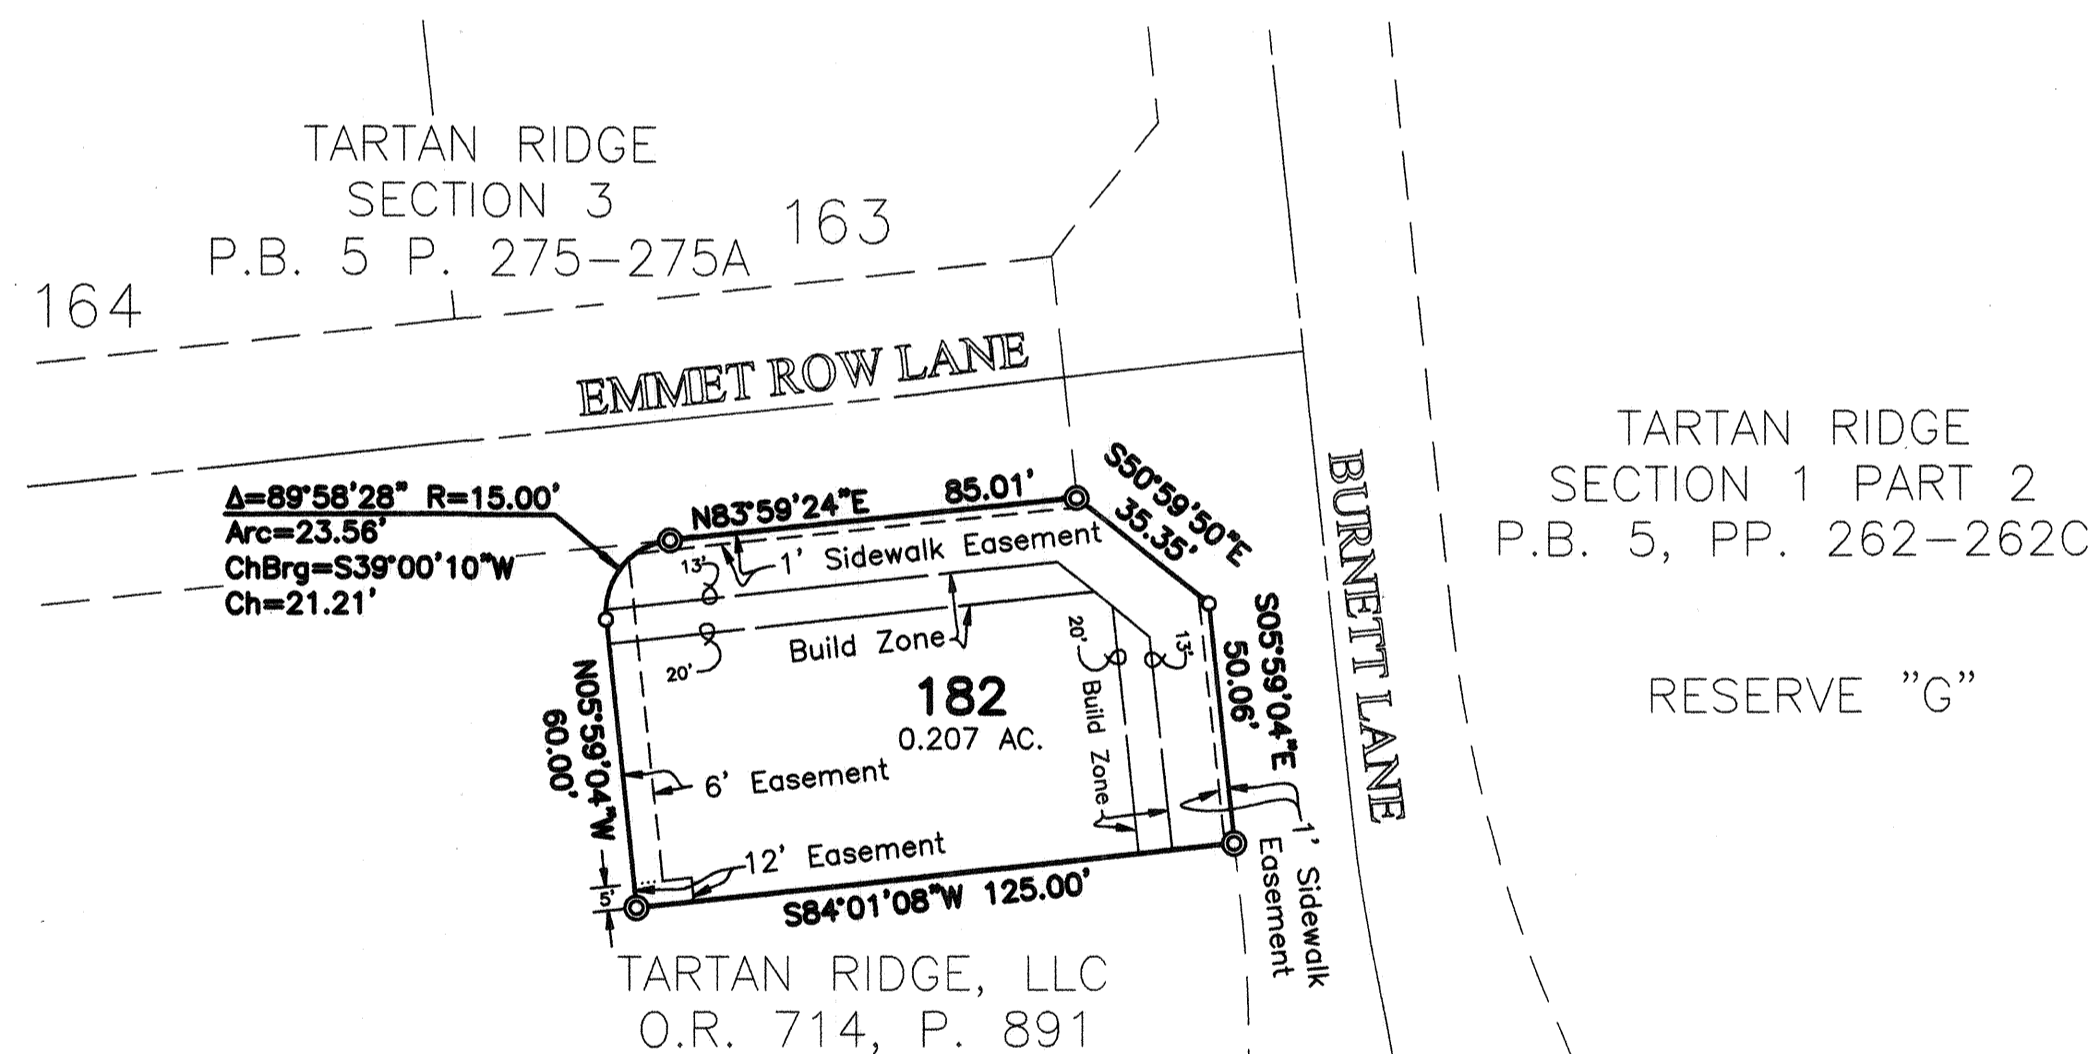 TARTAN RIDGE
SECTION 3
P.B. 5 P. 275-275A
163
164
EMMET ROW LANE
Δ=89°58'28" R=15.00'
Arc=23.56'
ChBrg=S39°00'10"W
Ch=21.21'
N83°59'24"E 85.01'
S50°59'50"E
35.35'
1' Sidewalk Easement
13'
20'
Build Zone
BURNETT LANE
TARTAN RIDGE
SECTION 1 PART 2
P.B. 5, PP. 262-262C
RESERVE "G"
S05°59'04"E
50.06'
13'
20'
Build Zone
182
0.207 AC.
N05°59'04"W
60.00'
6' Easement
12' Easement
5'
S84°01'08"W 125.00'
1' Sidewalk
Easement
TARTAN RIDGE, LLC
O.R. 714, P. 891